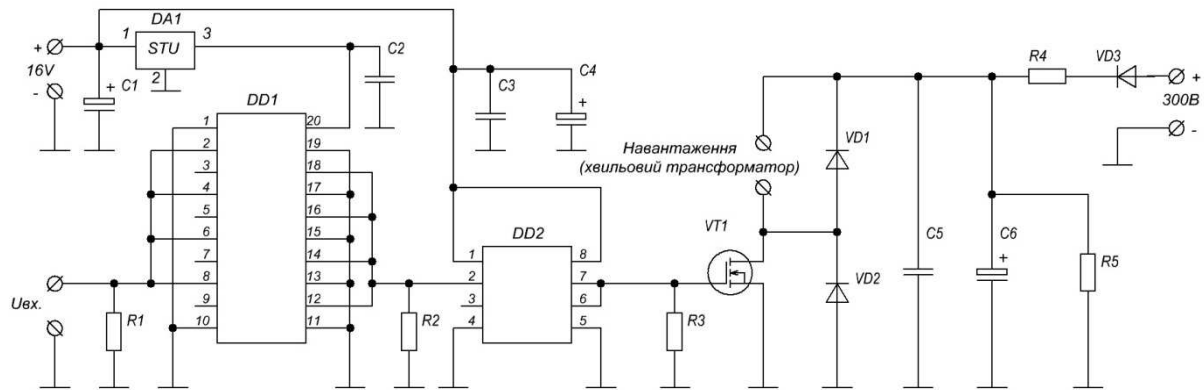 +
16V
-
1
DA1
STU
3
2
C1
+
C2
C3
C4
+
DD1
1
2
3
4
5
6
7
8
9
10
20
19
18
17
16
15
14
13
12
11
Uвх.
R1
R2
DD2
1
2
3
4
8
7
6
5
R3
VT1
Навантаження
(хвильовий трансформатор)
VD1
VD2
C5
C6
+
R5
R4
VD3
+
300В
-